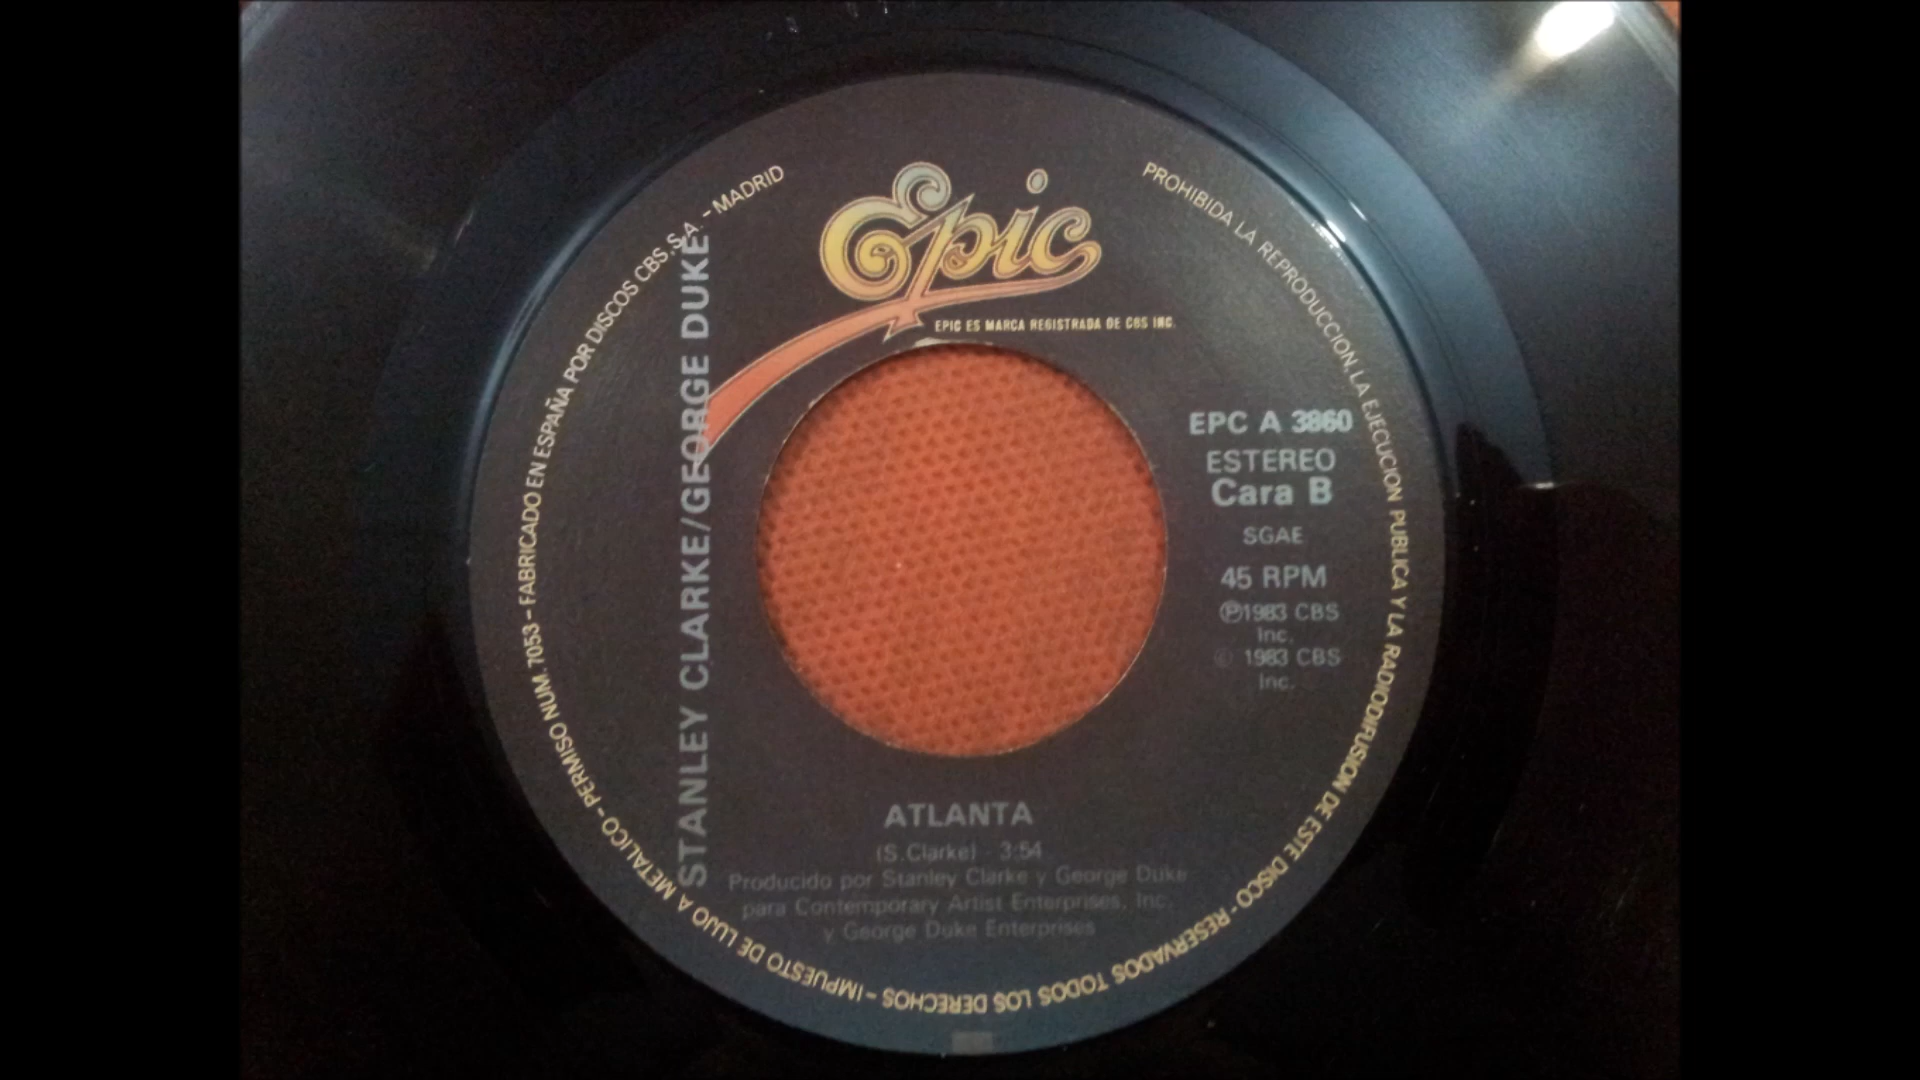 Epic
EPIC ES MARCA REGISTRADA DE CBS INC.
STANLEY CLARKE/GEORGE DUKE
EPC A 3860
ESTEREO
Cara B
SGAE
45 RPM
Ⓟ1983 CBS
Inc.
© 1983 CBS
Inc.
ATLANTA
(S.Clarke) 3:54
Producido por Stanley Clarke y George Duke
para Contemporary Artist Enterprises, Inc.
y George Duke Enterprises
PROHIBIDA LA REPRODUCCION, LA EJECUCION PUBLICA Y LA RADIODIFUSION DE ESTE DISCO - RESERVADOS TODOS LOS DERECHOS - IMPUESTO DE LUJO A METALICO - PERMISO NUM. 7053 - FABRICADO EN ESPAÑA POR DISCOS CBS, S.A. - MADRID